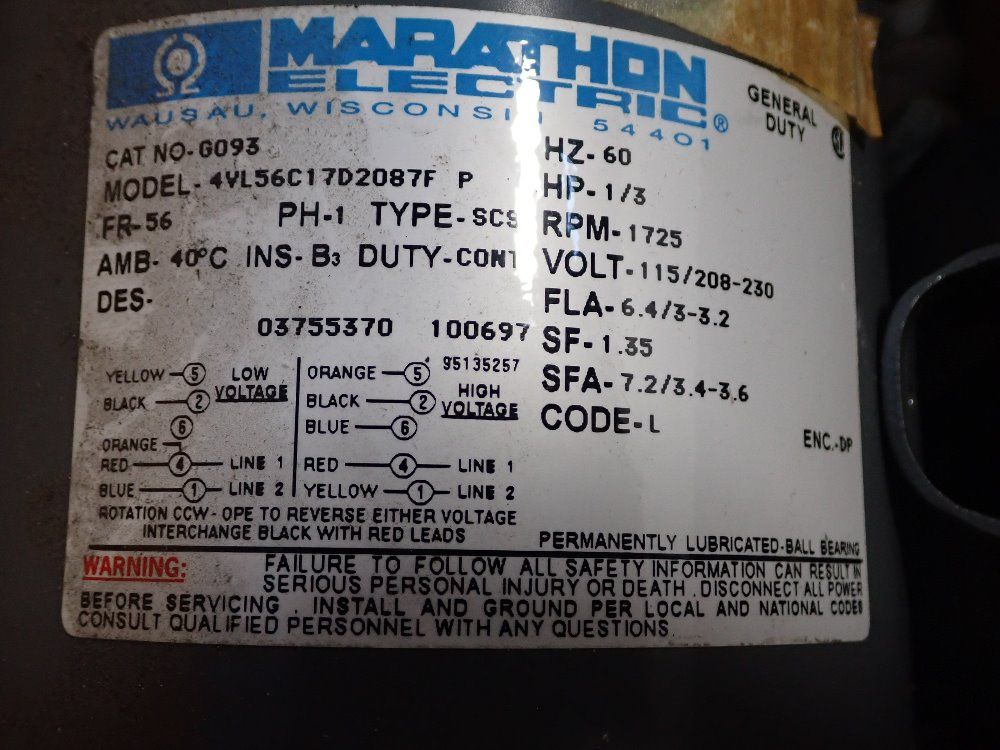 MARATHON
ELECTRIC®
WAUSAU, WISCONSIN 54401
GENERAL
DUTY
CAT NO-G093
MODEL-4VL56C17D2087F P
FR-56 PH-1 TYPE-SCS
AMB-40°C INS-B3 DUTY-CONT
DES-
03755370 100697
95135257
HZ-60
HP-1/3
RPM-1725
VOLT-115/208-230
FLA-6.4/3-3.2
SF-1.35
SFA-7.2/3.4-3.6
CODE-L
ENC.-DP
YELLOW 5 LOW
VOLTAGE
BLACK 2
6
ORANGE
RED 4 LINE 1
BLUE 1 LINE 2
ORANGE 5 HIGH
VOLTAGE
BLACK 2
BLUE 6
RED 4 LINE 1
YELLOW 1 LINE 2
ROTATION CCW-OPE TO REVERSE EITHER VOLTAGE
INTERCHANGE BLACK WITH RED LEADS
PERMANENTLY LUBRICATED-BALL BEARING
WARNING: FAILURE TO FOLLOW ALL SAFETY INFORMATION CAN RESULT IN
SERIOUS PERSONAL INJURY OR DEATH. DISCONNECT ALL POWER
BEFORE SERVICING. INSTALL AND GROUND PER LOCAL AND NATIONAL CODES
CONSULT QUALIFIED PERSONNEL WITH ANY QUESTIONS.